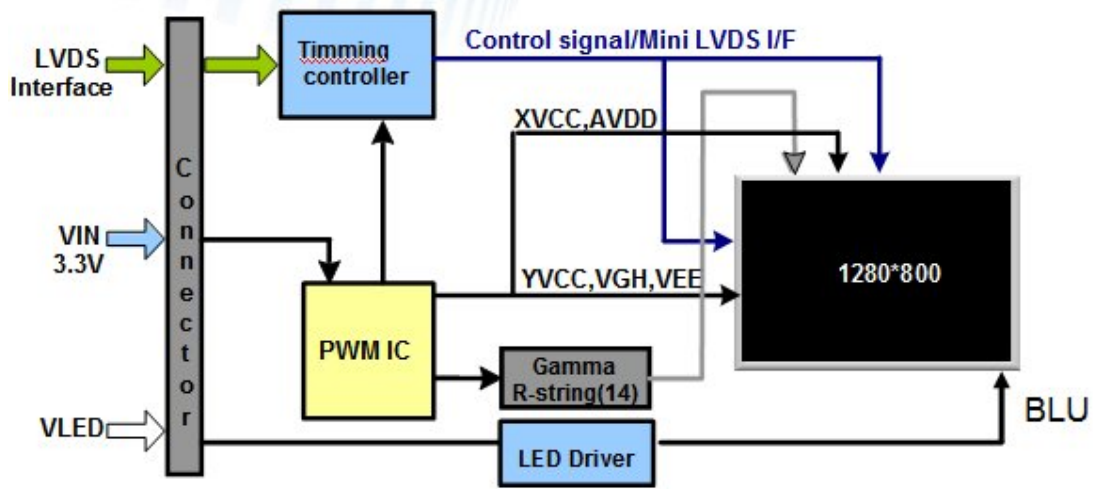 LVDS
Interface
Connector
Timming
controller
Control signal/Mini LVDS I/F
XVCC,AVDD
VIN
3.3V
1280*800
YVCC,VGH,VEE
PWM IC
Gamma
R-string(14)
VLED
LED Driver
BLU